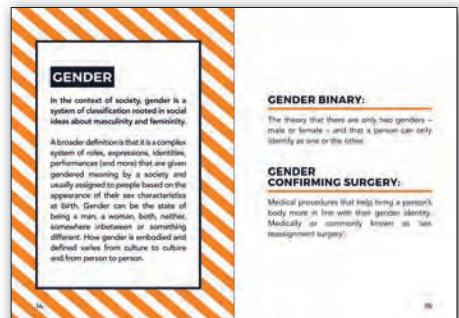 GENDER
In the context of society, gender is a
system of classification rooted in social
ideas about masculinity and femininity.
A broader definition is that it is a complex
system of roles, expressions, identities,
performances (and more) that are given
gendered meaning by a society and
usually assigned to people based on the
appearance of their sex characteristics
at birth. Gender can be the state of
being a man, a woman, both, neither,
somewhere inbetween or something
different. How gender is embodied and
defined varies from culture to culture
and from person to person.
14
GENDER BINARY:
The theory that there are only two genders –
male or female – and that a person can only
identify as one or the other.
GENDER
CONFIRMING SURGERY:
Medical procedures that help bring a person's
body more in line with their gender identity.
Medically or commonly known as 'sex
reassignment surgery'.